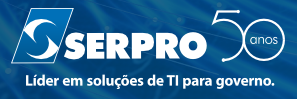 SERPRO 50 anos
Líder em soluções de TI para governo.